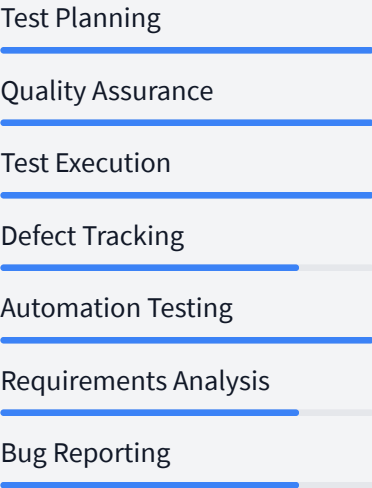 Test Planning
Quality Assurance
Test Execution
Defect Tracking
Automation Testing
Requirements Analysis
Bug Reporting